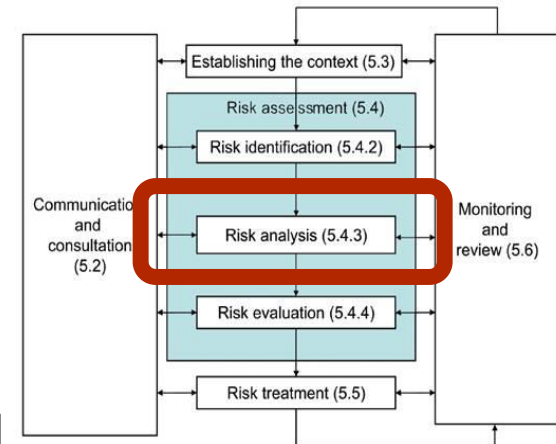 Establishing the context (5.3)
Risk assessment (5.4)
Risk identification (5.4.2)
Communicatio
and
consultation
(5.2)
Risk analysis (5.4.3)
Monitoring
and
review (5.6)
Risk evaluation (5.4.4)
Risk treatment (5.5)